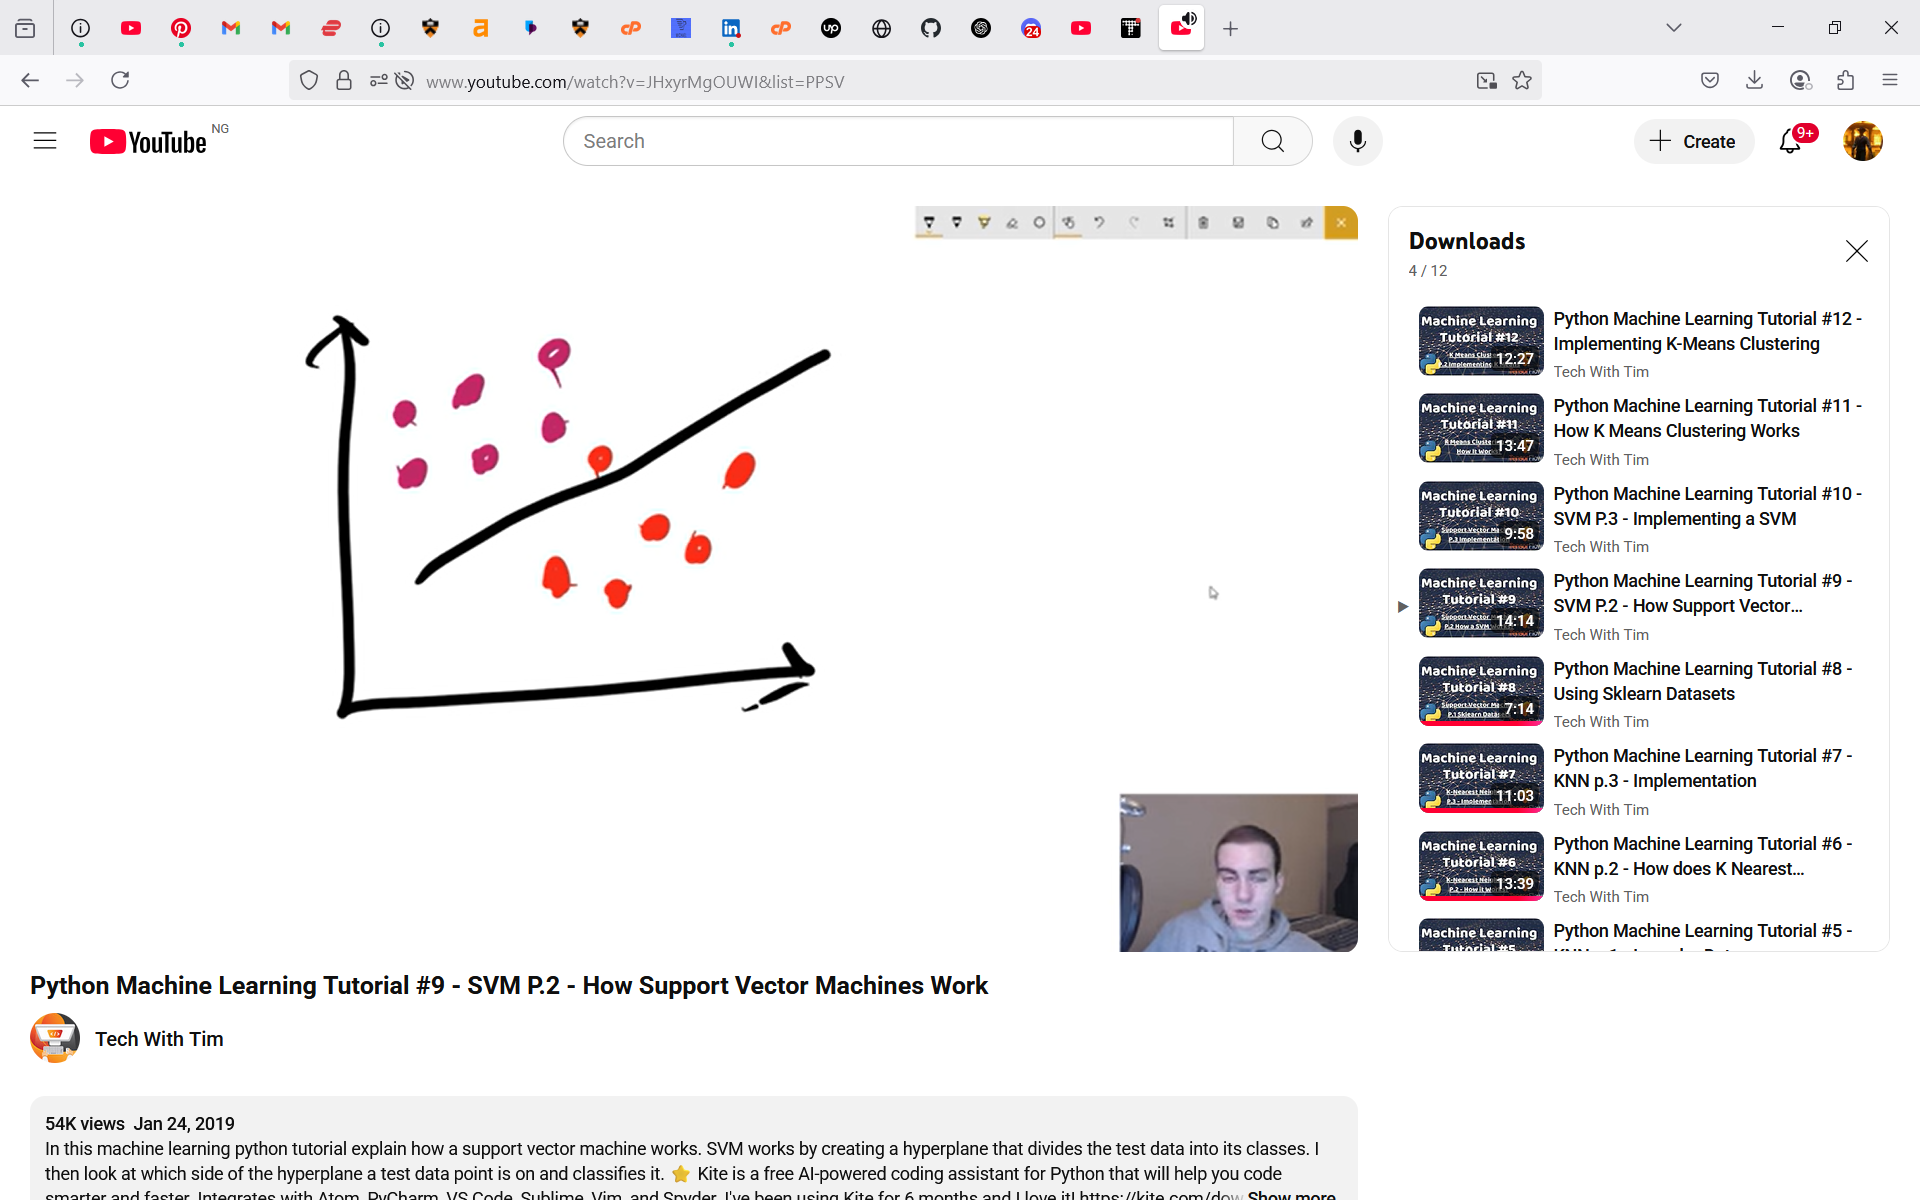 24
www.youtube.com/watch?v=JHxyrMgOUWI&list=PPSV
YouTube NG
Search
Create
9+
Downloads
4 / 12
Machine Learning
Tutorial #12
12:27
Python Machine Learning Tutorial #12 -
Implementing K-Means Clustering
Tech With Tim
Machine Learning
Tutorial #11
13:47
Python Machine Learning Tutorial #11 -
How K Means Clustering Works
Tech With Tim
Machine Learning
Tutorial #10
9:58
Python Machine Learning Tutorial #10 -
SVM P.3 - Implementing a SVM
Tech With Tim
Machine Learning
Tutorial #9
14:14
Python Machine Learning Tutorial #9 -
SVM P.2 - How Support Vector...
Tech With Tim
Machine Learning
Tutorial #8
7:14
Python Machine Learning Tutorial #8 -
Using Sklearn Datasets
Tech With Tim
Machine Learning
Tutorial #7
11:03
Python Machine Learning Tutorial #7 -
KNN p.3 - Implementation
Tech With Tim
Machine Learning
Tutorial #6
13:39
Python Machine Learning Tutorial #6 -
KNN p.2 - How does K Nearest...
Tech With Tim
Machine Learning
Python Machine Learning Tutorial #5 -
Python Machine Learning Tutorial #9 - SVM P.2 - How Support Vector Machines Work
Tech With Tim
54K views Jan 24, 2019
In this machine learning python tutorial explain how a support vector machine works. SVM works by creating a hyperplane that divides the test data into its classes. I
then look at which side of the hyperplane a test data point is on and classifies it. ⭐ Kite is a free AI-powered coding assistant for Python that will help you code
smarter and faster. Integrates with Atom, PyCharm, VS Code, Sublime, Vim, and Spyder. I've been using Kite for 6 months and I love it! https://kite.com/dow Show more